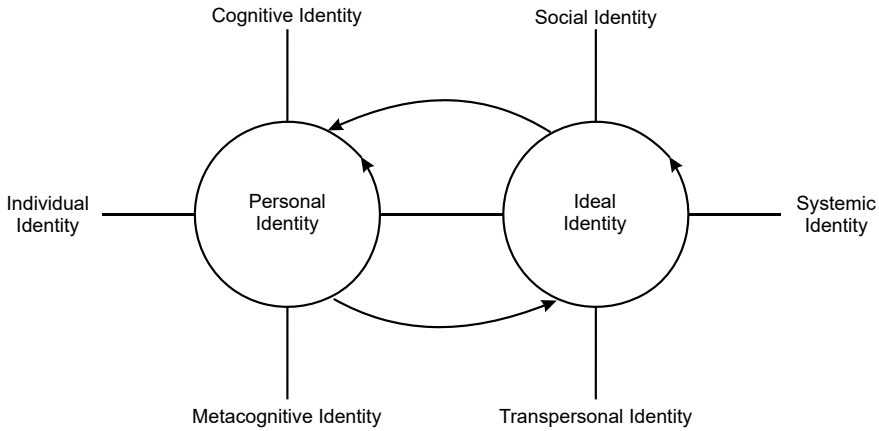 Cognitive Identity
Social Identity
Individual
Identity
Personal
Identity
Ideal
Identity
Systemic
Identity
Metacognitive Identity
Transpersonal Identity